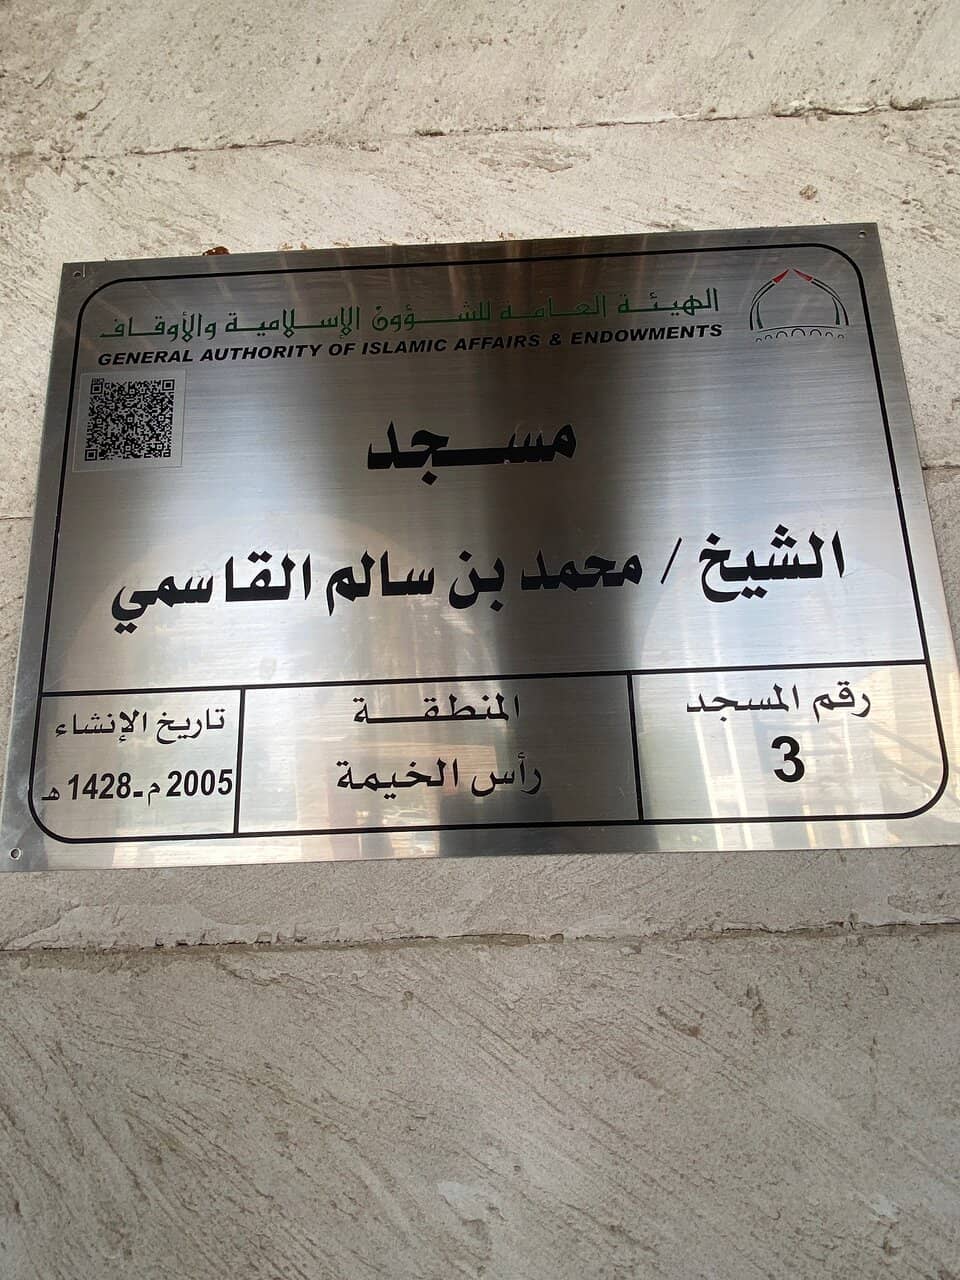 الهيئة العامة للشؤون الإسلامية والأوقاف
GENERAL AUTHORITY OF ISLAMIC AFFAIRS & ENDOWMENTS
مسجد
الشيخ / محمد بن سالم القاسمي
رقم المسجد
3
المنطقة
رأس الخيمة
تاريخ الإنشاء
2005 م - 1428 هـ